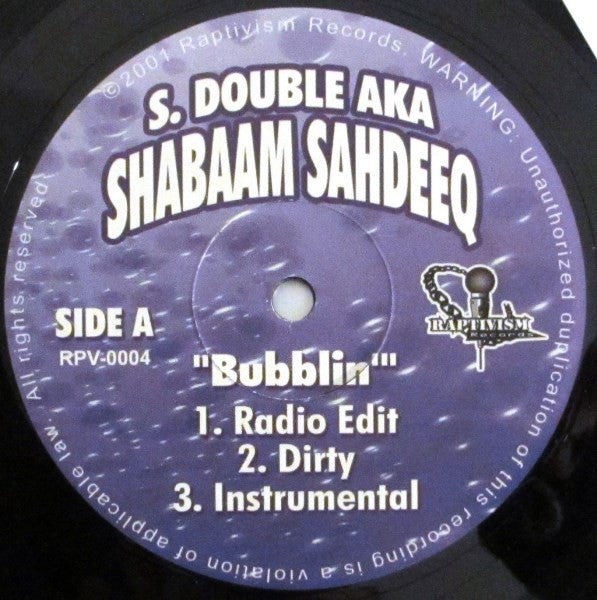 S. DOUBLE AKA
SHABAAM SAHDEEQ
SIDE A
RPV-0004
RAPTIVISM
Records
"Bubblin'"
1. Radio Edit
2. Dirty
3. Instrumental
©2001 Raptivism Records. WARNING: Unauthorized duplication of this recording is a violation of applicable law. All rights reserved.